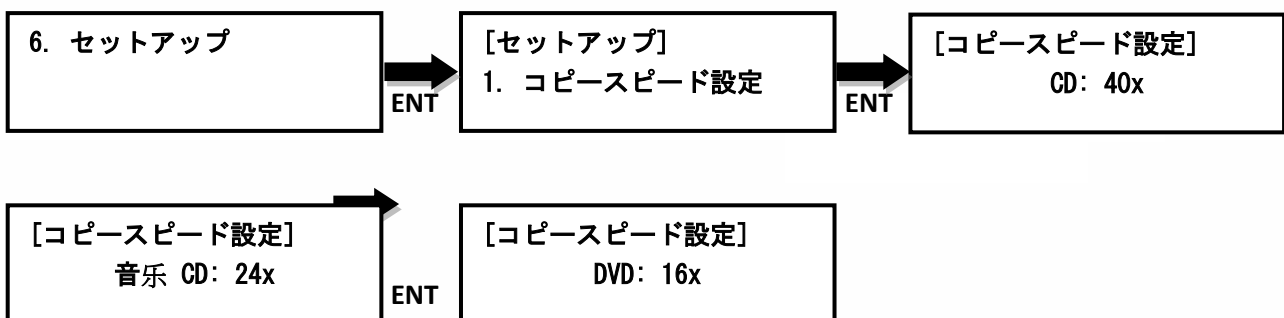 6. セットアップ
ENT
[セットアップ]
1. コピースピード設定
ENT
[コピースピード設定]
CD: 40x
[コピースピード設定]
音乐 CD: 24x
ENT
[コピースピード設定]
DVD: 16x